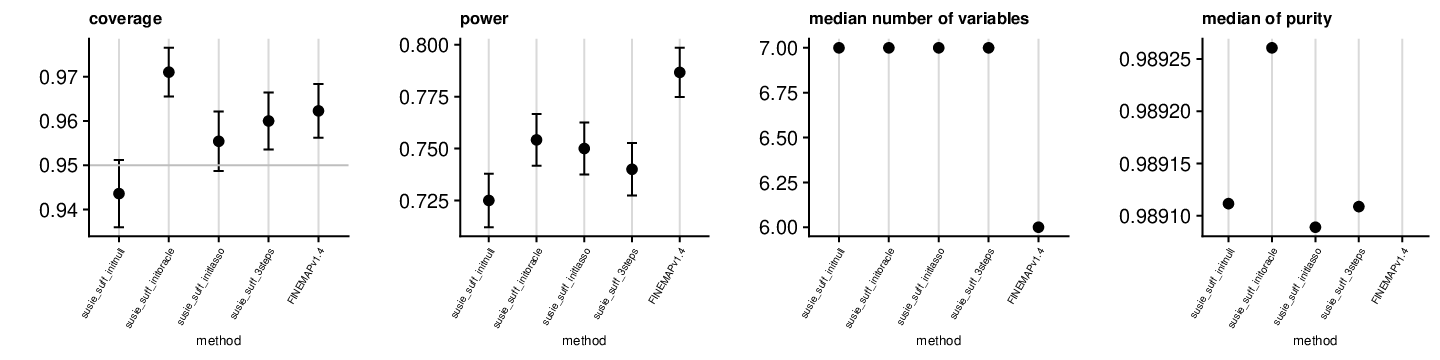 coverage
0.97
0.96
0.95
0.94
susie_suff_initnull
susie_suff_initoracle
susie_suff_initlasso
susie_suff_3steps
FINEMAPv1.4
method
power
0.800
0.775
0.750
0.725
susie_suff_initnull
susie_suff_initoracle
susie_suff_initlasso
susie_suff_3steps
FINEMAPv1.4
method
median number of variables
7.00
6.75
6.50
6.25
6.00
susie_suff_initnull
susie_suff_initoracle
susie_suff_initlasso
susie_suff_3steps
FINEMAPv1.4
method
median of purity
0.98925
0.98920
0.98915
0.98910
susie_suff_initnull
susie_suff_initoracle
susie_suff_initlasso
susie_suff_3steps
FINEMAPv1.4
method